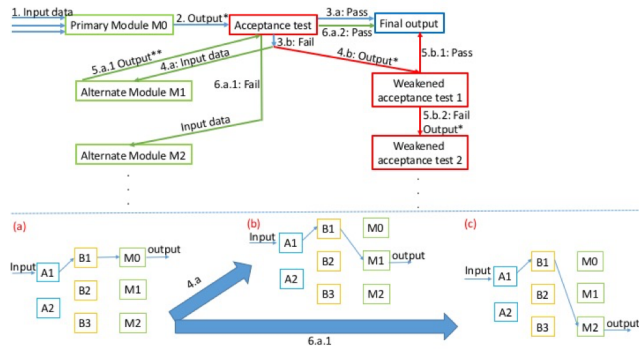 1. Input data
Primary Module M0
2. Output*
Acceptance test
3.a: Pass
6.a.2: Pass
Final output
3.b: Fail
5.a.1 Output**
4.a: Input data
4.b: Output*
5.b.1: Pass
6.a.1: Fail
Alternate Module M1
Weakened
acceptance test 1
Input data
5.b.2: Fail
Output*
Alternate Module M2
Weakened
acceptance test 2
(a)
(b)
(c)
Input
A1
B1
M0
output
A2
B2
M1
B3
M2
4.a
Input
A1
B1
M0
A2
B2
M1
output
B3
M2
6.a.1
Input
A1
B1
M0
A2
B2
M1
B3
M2
output